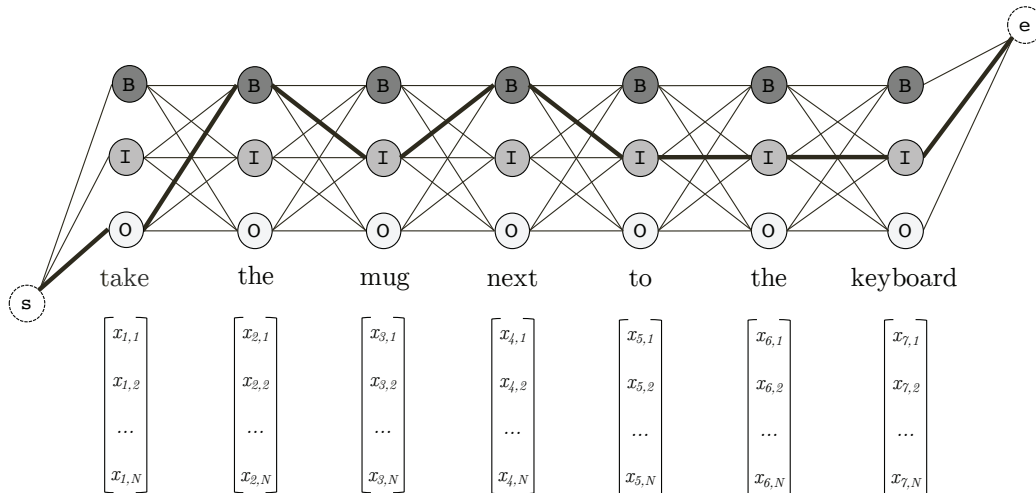 e
B B B B B B B
I I I I I I I
O O O O O O O
take the mug next to the keyboard
s
x1,1 x2,1 x3,1 x4,1 x5,1 x6,1 x7,1
x1,2 x2,2 x3,2 x4,2 x5,2 x6,2 x7,2
... ... ... ... ... ... ...
x1,N x2,N x3,N x4,N x5,N x6,N x7,N